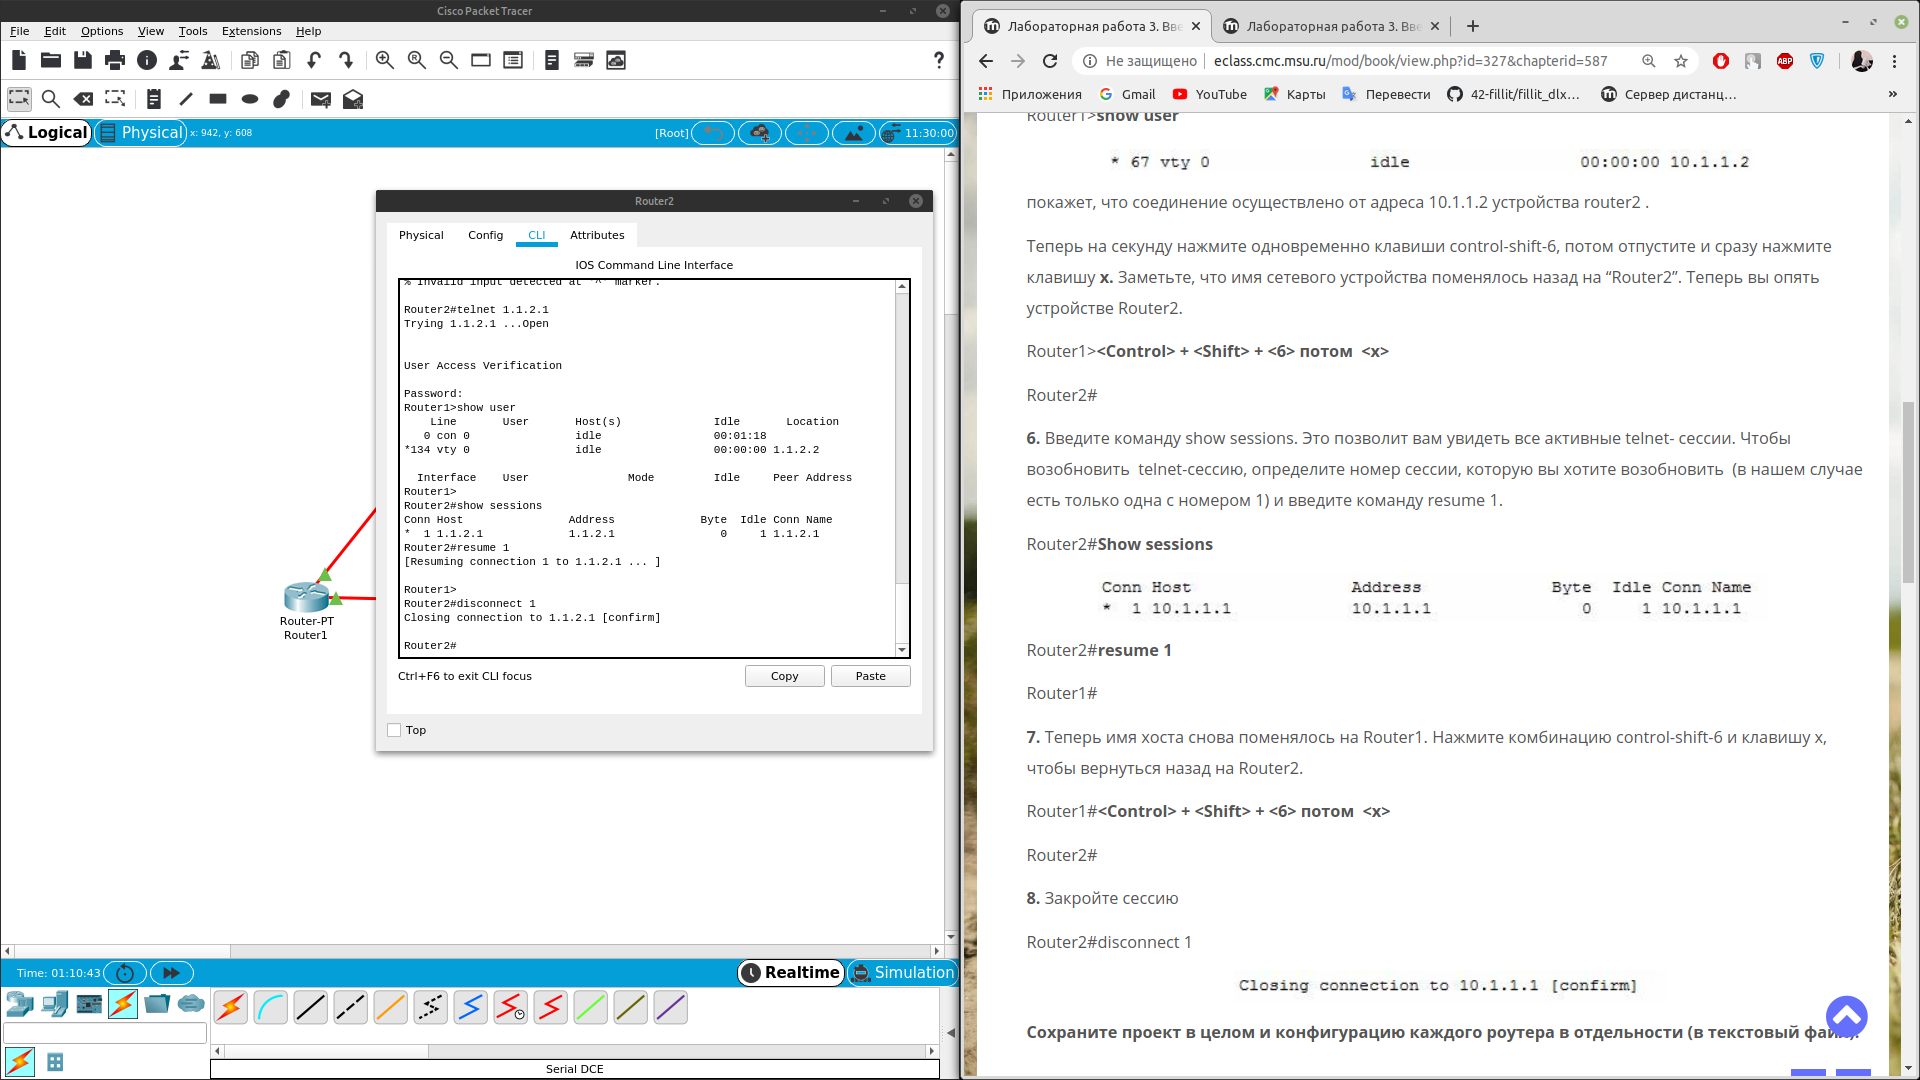 Cisco Packet Tracer
File Edit Options View Tools Extensions Help
?
Logical Physical x: 942, y: 608 [Root] 11:30:00
Router-PT
Router1
Router2
Physical Config CLI Attributes
IOS Command Line Interface
% Invalid input detected at '^' marker.
Router2#telnet 1.1.2.1
Trying 1.1.2.1 ...Open
User Access Verification
Password:
Router1>show user
Line User Host(s) Idle Location
0 con 0 idle 00:01:18
*134 vty 0 idle 00:00:00 1.1.2.2
Interface User Mode Idle Peer Address
Router1>
Router2#show sessions
Conn Host Address Byte Idle Conn Name
* 1 1.1.2.1 1.1.2.1 0 1 1.1.2.1
Router2#resume 1
[Resuming connection 1 to 1.1.2.1 ... ]
Router1>
Router2#disconnect 1
Closing connection to 1.1.2.1 [confirm]
Router2#
Ctrl+F6 to exit CLI focus Copy Paste
Top
Time: 01:10:43 Realtime Simulation
Serial DCE
Лабораторная работа 3. Вве Лабораторная работа 3. Вве
Не защищено eclass.cmc.msu.ru/mod/book/view.php?id=327&chapterid=587 ABP
Приложения Gmail YouTube Карты Перевести 42-fillit/fillit_dlx... Сервер дистанц... »
Router1>show user
* 67 vty 0 idle 00:00:00 10.1.1.2
покажет, что соединение осуществлено от адреса 10.1.1.2 устройства router2 .
Теперь на секунду нажмите одновременно клавиши control-shift-6, потом отпустите и сразу нажмите
клавишу x. Заметьте, что имя сетевого устройства поменялось назад на “Router2”. Теперь вы опять
устройстве Router2.
Router1><Control> + <Shift> + <6> потом <x>
Router2#
6. Введите команду show sessions. Это позволит вам увидеть все активные telnet- сессии. Чтобы
возобновить telnet-сессию, определите номер сессии, которую вы хотите возобновить (в нашем случае
есть только одна с номером 1) и введите команду resume 1.
Router2#Show sessions
Conn Host Address Byte Idle Conn Name
* 1 10.1.1.1 10.1.1.1 0 1 10.1.1.1
Router2#resume 1
Router1#
7. Теперь имя хоста снова поменялось на Router1. Нажмите комбинацию control-shift-6 и клавишу x,
чтобы вернуться назад на Router2.
Router1#<Control> + <Shift> + <6> потом <x>
Router2#
8. Закройте сессию
Router2#disconnect 1
Closing connection to 10.1.1.1 [confirm]
Сохраните проект в целом и конфигурацию каждого роутера в отдельности (в текстовый файл).